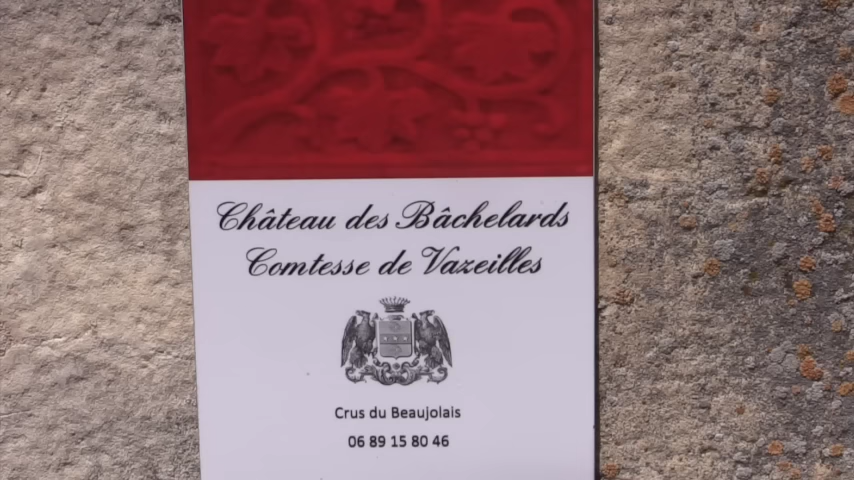 Château des Bâchelards
Comtesse de Vazeilles
Crus du Beaujolais
06 89 15 80 46